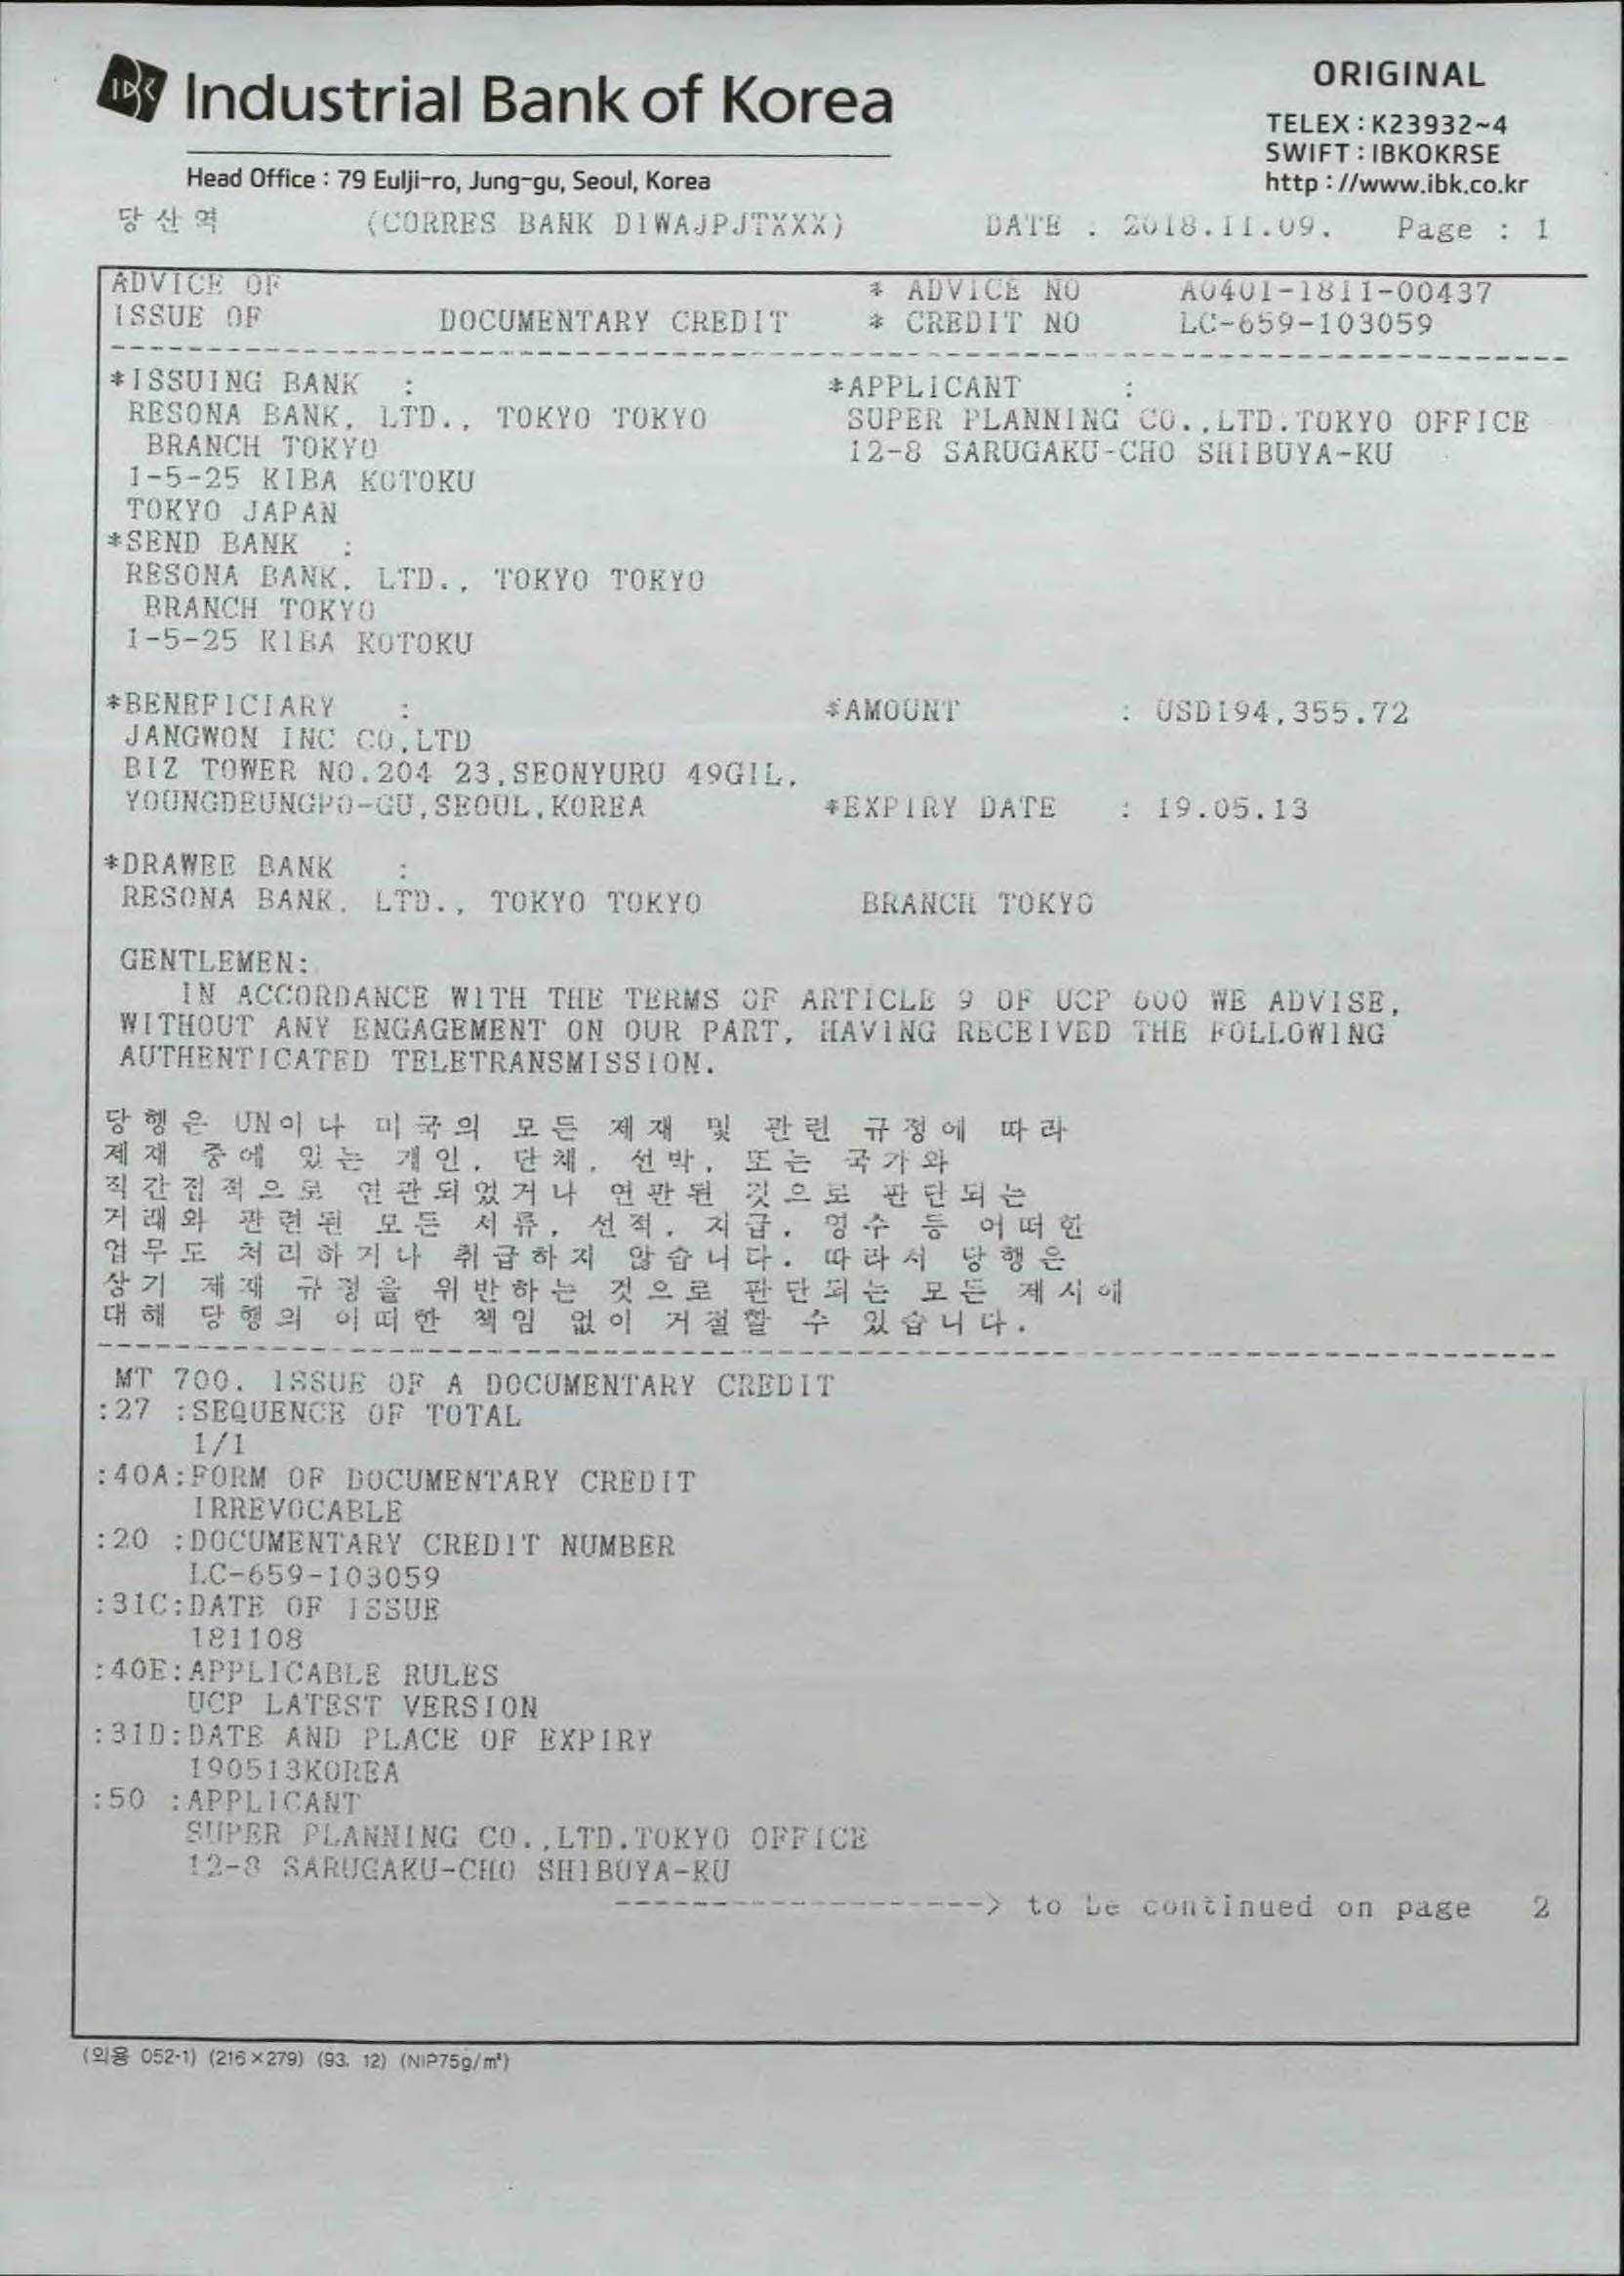 IBK Industrial Bank of Korea
ORIGINAL
TELEX : K23932~4
SWIFT : IBKOKRSE
Head Office : 79 Eulji-ro, Jung-gu, Seoul, Korea
http : //www.ibk.co.kr
당산역 (CORRES BANK DIWAJPJTXXX) DATE . 2018.11.09. Page : 1
ADVICE OF * ADVICE NO A0401-1811-00437
ISSUE OF DOCUMENTARY CREDIT * CREDIT NO LC-659-103059
*ISSUING BANK : *APPLICANT :
RESONA BANK, LTD., TOKYO TOKYO SUPER PLANNING CO.,LTD.TOKYO OFFICE
BRANCH TOKYO 12-8 SARUGAKU-CHO SHIBUYA-KU
1-5-25 KIBA KOTOKU
TOKYO JAPAN
*SEND BANK :
RESONA BANK, LTD., TOKYO TOKYO
BRANCH TOKYO
1-5-25 KIBA KOTOKU
*BENEFICIARY : *AMOUNT : USD194,355.72
JANGWON INC CO,LTD
BIZ TOWER NO.204 23,SEONYURU 49GIL,
YOUNGDEUNGPO-GU,SEOUL,KOREA *EXPIRY DATE : 19.05.13
*DRAWEE BANK :
RESONA BANK, LTD., TOKYO TOKYO BRANCH TOKYO
GENTLEMEN:
IN ACCORDANCE WITH THE TERMS OF ARTICLE 9 OF UCP 600 WE ADVISE,
WITHOUT ANY ENGAGEMENT ON OUR PART, HAVING RECEIVED THE FOLLOWING
AUTHENTICATED TELETRANSMISSION.
당행은 UN이나 미국의 모든 제재 및 관련 규정에 따라
제재 중에 있는 개인, 단체, 선박, 또는 국가와
직간접적으로 연관되었거나 연관된 것으로 판단되는
거래와 관련된 모든 서류, 선적, 지급, 영수 등 어떠한
업무도 처리하거나 취급하지 않습니다. 따라서 당행은
상기 제재 규정을 위반하는 것으로 판단되는 모든 제시에
대해 당행의 어떠한 책임 없이 거절할 수 있습니다.
MT 700. ISSUE OF A DOCUMENTARY CREDIT
:27 :SEQUENCE OF TOTAL
1/1
:40A:FORM OF DOCUMENTARY CREDIT
IRREVOCABLE
:20 :DOCUMENTARY CREDIT NUMBER
LC-659-103059
:31C:DATE OF ISSUE
181108
:40E:APPLICABLE RULES
UCP LATEST VERSION
:31D:DATE AND PLACE OF EXPIRY
190513KOREA
:50 :APPLICANT
SUPER PLANNING CO.,LTD.TOKYO OFFICE
12-8 SARUGAKU-CHO SHIBUYA-KU
-------------------> to be continued on page 2
(외용 052-1) (216×279) (93. 12) (NIP75g/m²)